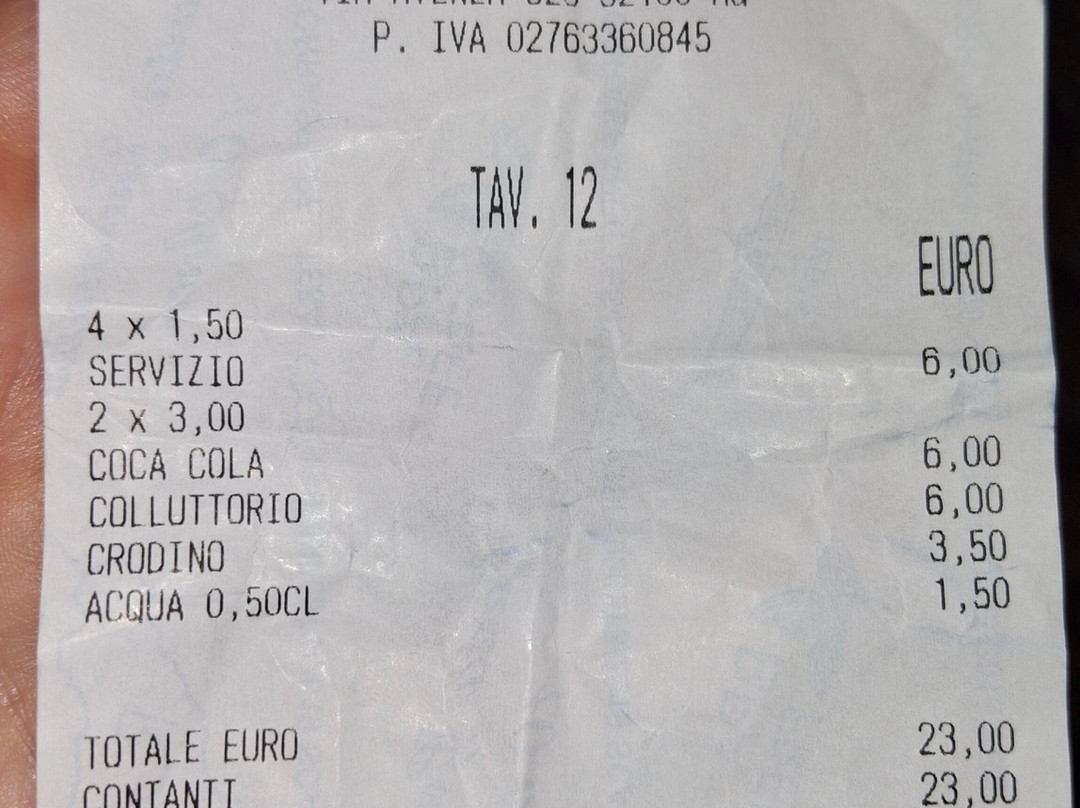 P. IVA 02763360845
TAV. 12
EURO
4 x 1,50
SERVIZIO 6,00
2 x 3,00
COCA COLA 6,00
COLLUTTORIO 6,00
CRODINO 3,50
ACQUA 0,50CL 1,50
TOTALE EURO 23,00
CONTANTI 23,00